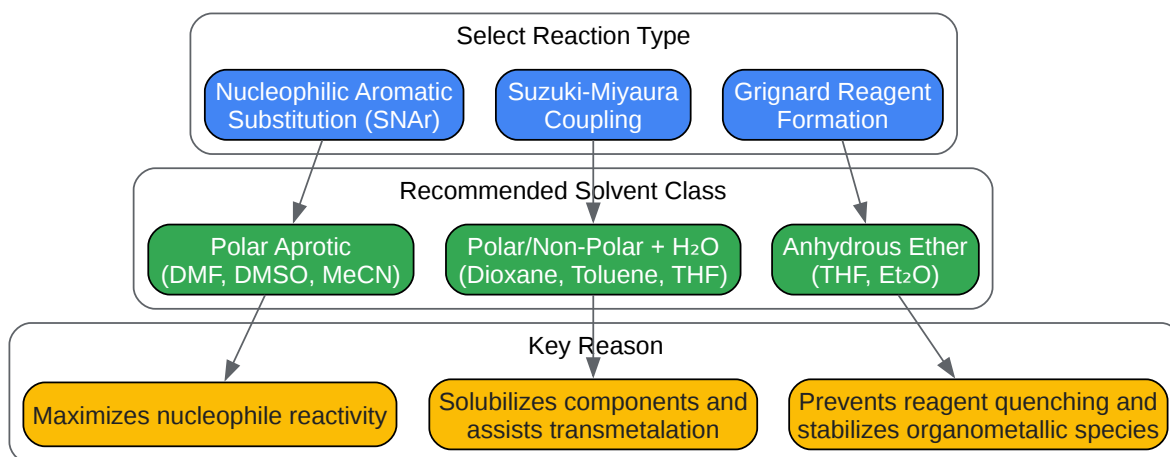 Select Reaction Type
Nucleophilic Aromatic
Substitution (SNAr)
Suzuki-Miyaura
Coupling
Grignard Reagent
Formation
Recommended Solvent Class
Polar Aprotic
(DMF, DMSO, MeCN)
Polar/Non-Polar + H₂O
(Dioxane, Toluene, THF)
Anhydrous Ether
(THF, Et₂O)
Key Reason
Maximizes nucleophile reactivity
Solubilizes components and
assists transmetalation
Prevents reagent quenching and
stabilizes organometallic species